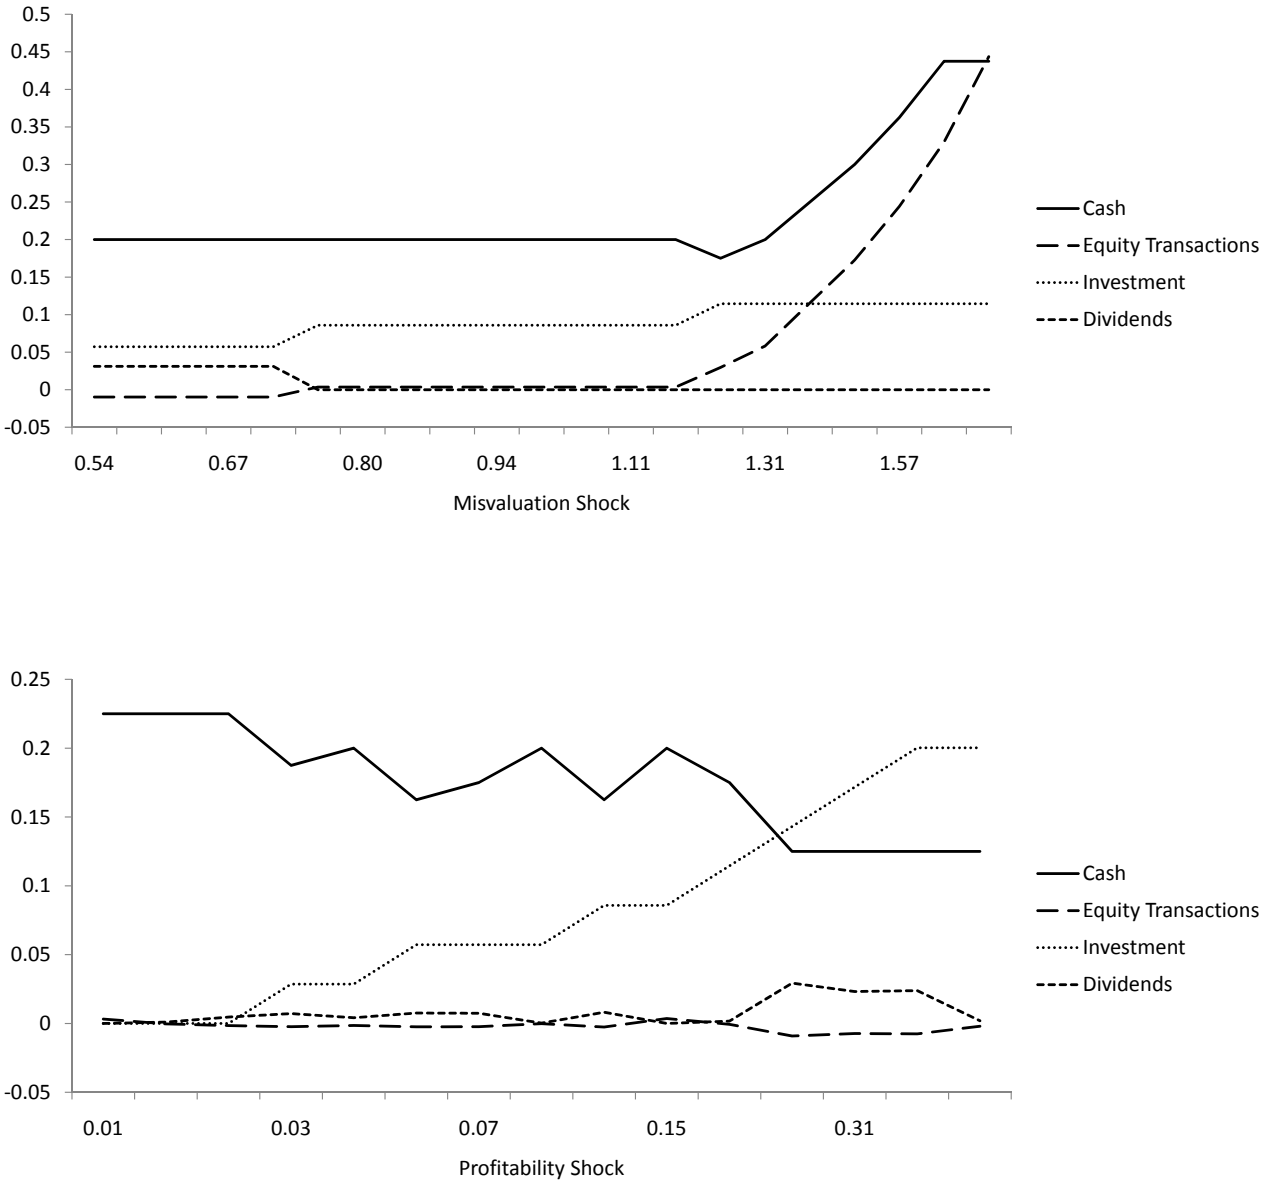 0.5
0.45
0.4
0.35
0.3
0.25
0.2
0.15
0.1
0.05
0
-0.05
0.54 0.67 0.80 0.94 1.11 1.31 1.57
Misvaluation Shock
Cash
Equity Transactions
Investment
Dividends
0.25
0.2
0.15
0.1
0.05
0
-0.05
0.01 0.03 0.07 0.15 0.31
Profitability Shock
Cash
Equity Transactions
Investment
Dividends